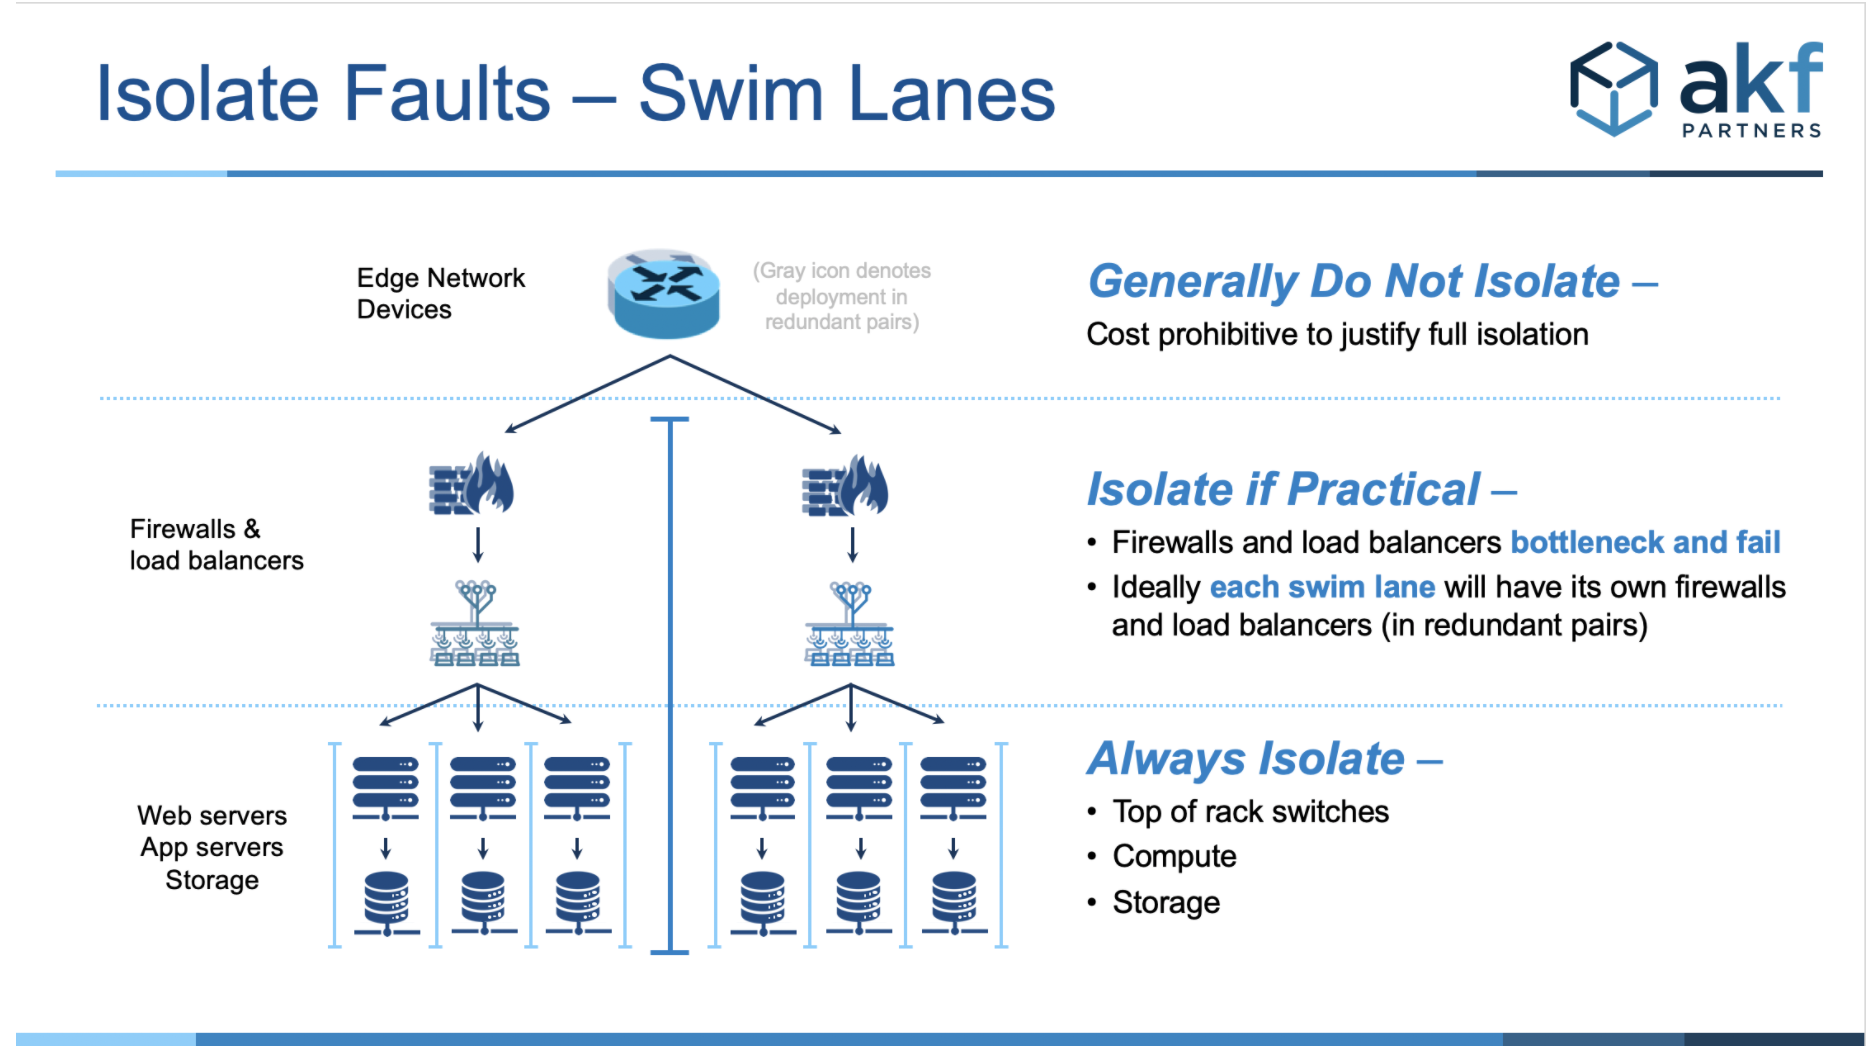 Isolate Faults – Swim Lanes
akf
PARTNERS
Edge Network
Devices
(Gray icon denotes
deployment in
redundant pairs)
Generally Do Not Isolate –
Cost prohibitive to justify full isolation
Firewalls &
load balancers
Isolate if Practical –
• Firewalls and load balancers bottleneck and fail
• Ideally each swim lane will have its own firewalls
and load balancers (in redundant pairs)
Web servers
App servers
Storage
Always Isolate –
• Top of rack switches
• Compute
• Storage